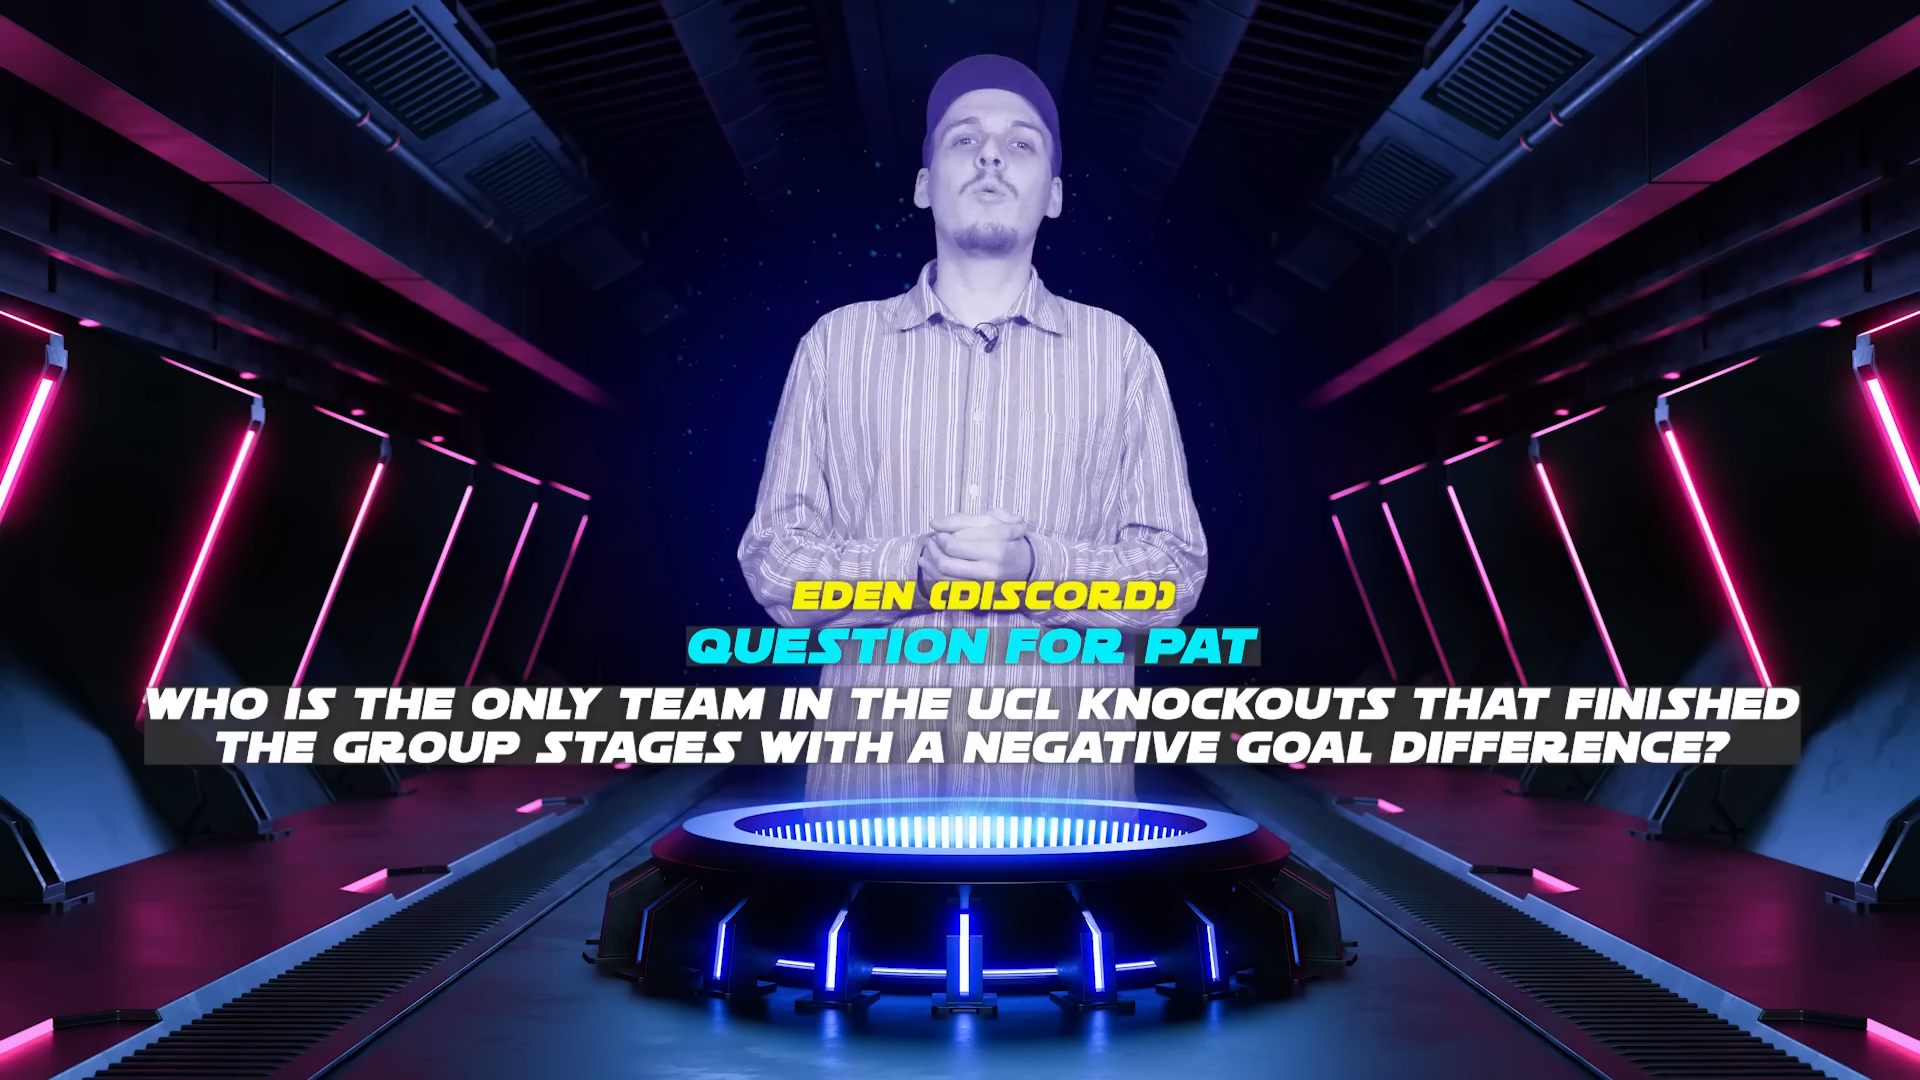 EDEN (DISCORD)
QUESTION FOR PAT
WHO IS THE ONLY TEAM IN THE UCL KNOCKOUTS THAT FINISHED
THE GROUP STAGES WITH A NEGATIVE GOAL DIFFERENCE?